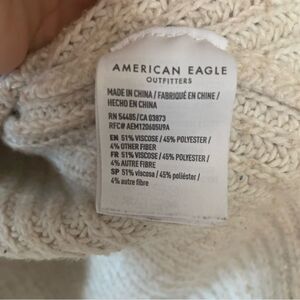 AMERICAN EAGLE
OUTFITTERS
MADE IN CHINA / FABRIQUÉ EN CHINE /
HECHO EN CHINA
RN 54485/CA 03873
RFC# AEM120605U9A
EN 51% VISCOSE / 45% POLYESTER /
4% OTHER FIBER
FR 51% VISCOSE / 45% POLYESTER /
4% AUTRE FIBRE
SP 51% viscosa / 45% poliéster /
4% autre fibre